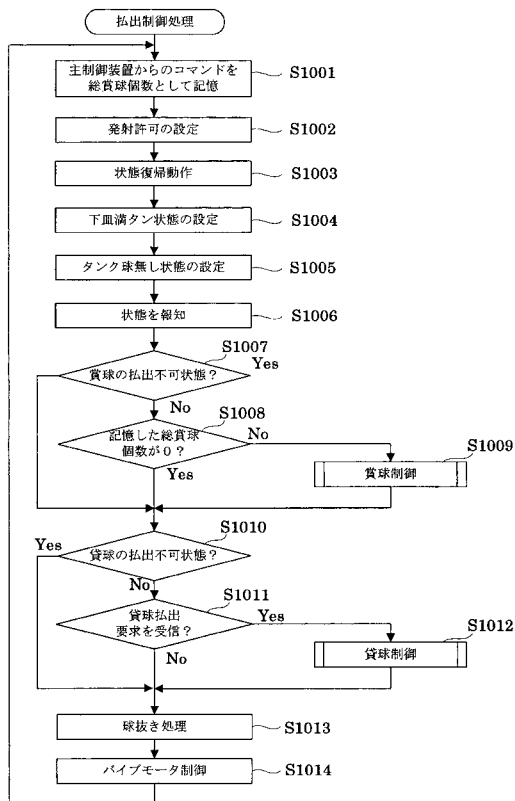 払出制御処理
主制御装置からのコマンドを
総賞球個数として記憶
S1001
発射許可の設定
S1002
状態復帰動作
S1003
下皿満タン状態の設定
S1004
タンク球無し状態の設定
S1005
状態を報知
S1006
S1007
賞球の払出不可状態?
Yes
No
S1008
記憶した総賞球
個数が0?
No
Yes
S1009
賞球制御
S1010
Yes
貸球の払出不可状態?
No
S1011
貸球払出
要求を受信?
Yes
No
S1012
貸球制御
球抜き処理
S1013
バイブモータ制御
S1014